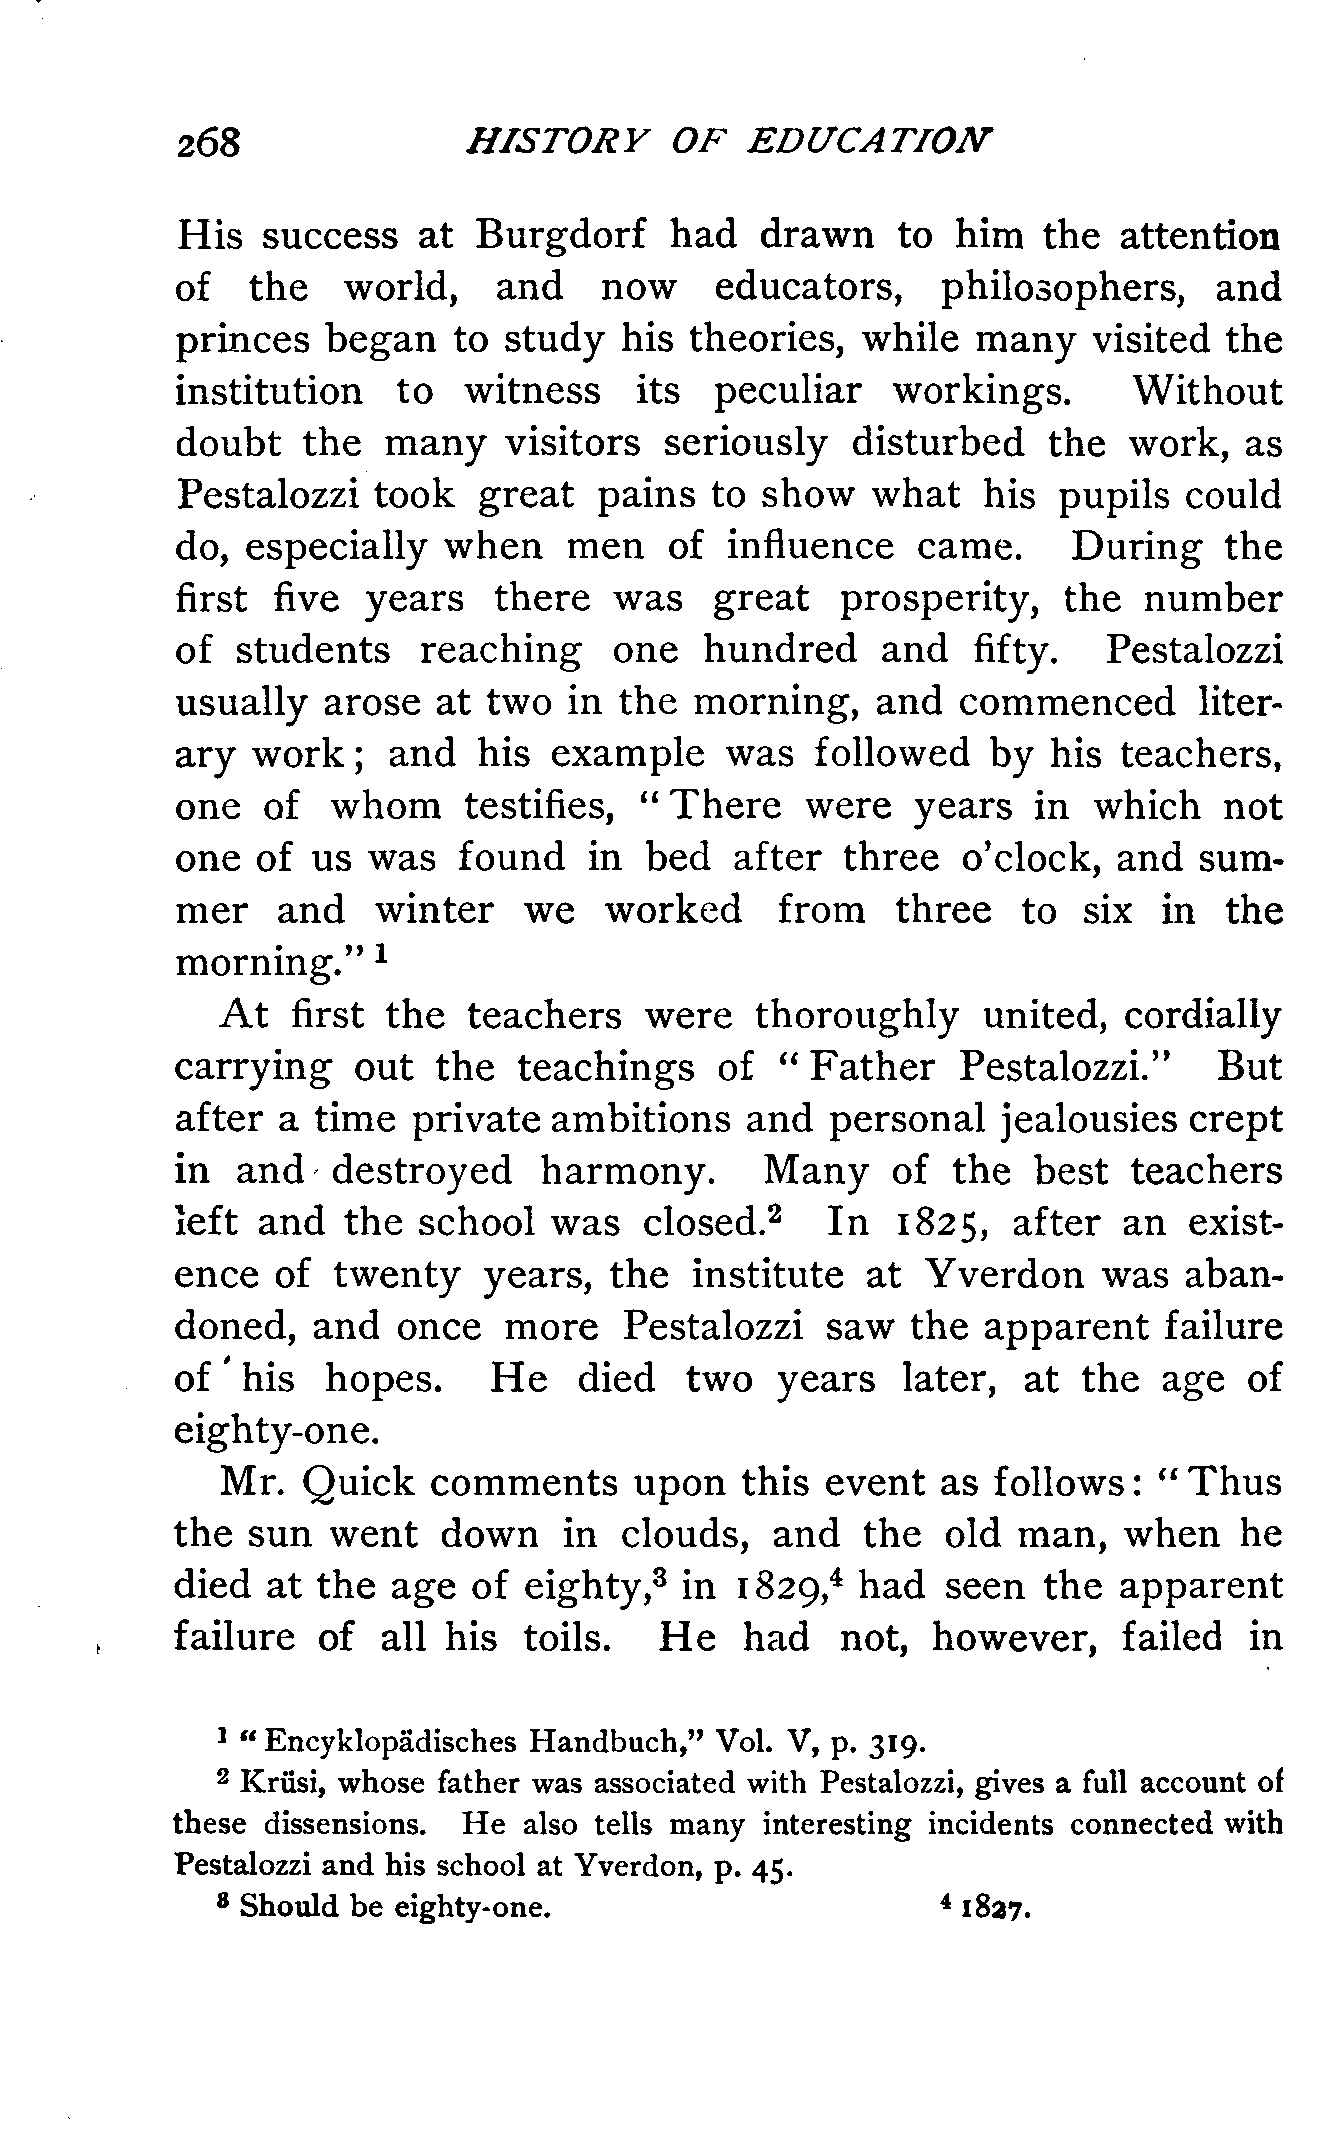 268 HISTORY OF EDUCATION
His success at Burgdorf had drawn to him the attention
of the world, and now educators, philosophers, and
princes began to study his theories, while many visited the
institution to witness its peculiar workings. Without
doubt the many visitors seriously disturbed the work, as
Pestalozzi took great pains to show what his pupils could
do, especially when men of influence came. During the
first five years there was great prosperity, the number
of students reaching one hundred and fifty. Pestalozzi
usually arose at two in the morning, and commenced liter-
ary work; and his example was followed by his teachers,
one of whom testifies, "There were years in which not
one of us was found in bed after three o'clock, and sum-
mer and winter we worked from three to six in the
morning." ¹
At first the teachers were thoroughly united, cordially
carrying out the teachings of "Father Pestalozzi." But
after a time private ambitions and personal jealousies crept
in and destroyed harmony. Many of the best teachers
left and the school was closed.² In 1825, after an exist-
ence of twenty years, the institute at Yverdon was aban-
doned, and once more Pestalozzi saw the apparent failure
of his hopes. He died two years later, at the age of
eighty-one.
Mr. Quick comments upon this event as follows: "Thus
the sun went down in clouds, and the old man, when he
died at the age of eighty,³ in 1829,⁴ had seen the apparent
failure of all his toils. He had not, however, failed in
¹ "Encyklopädisches Handbuch," Vol. V, p. 319.
² Krüsi, whose father was associated with Pestalozzi, gives a full account of
these dissensions. He also tells many interesting incidents connected with
Pestalozzi and his school at Yverdon, p. 45.
³ Should be eighty-one. ⁴ 1827.